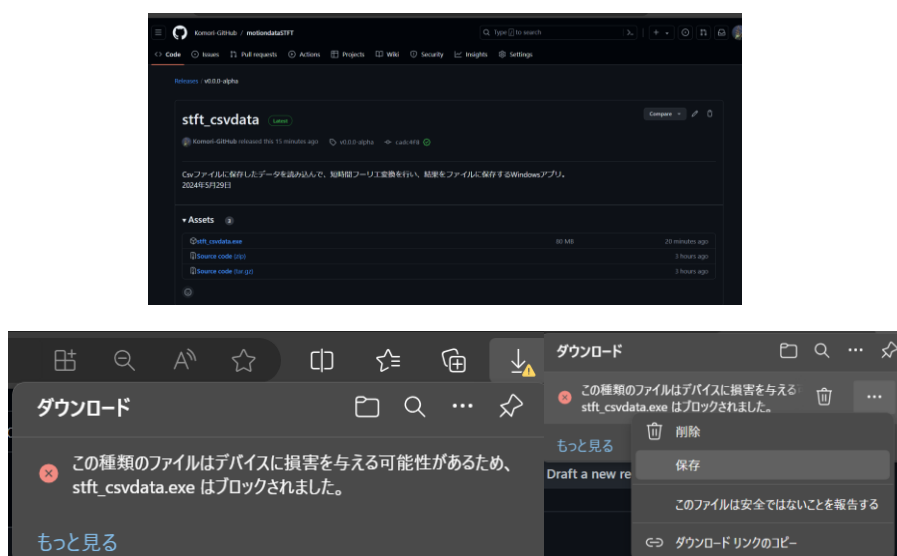 Komori-GitHub / motiondataSTFT
Type / to search
Code Issues Pull requests Actions Projects Wiki Security Insights Settings
Releases / v0.0.0-alpha
stft_csvdata Latest
Compare
Komori-GitHub released this 15 minutes ago v0.0.0-alpha
Csvファイルに保存したデータを読み込んで、短時間フーリエ変換を行い、結果をファイルに保存するWindowsアプリ。
2024年5月29日
Assets 3
stft_csvdata.exe 80 MB 20 minutes ago
Source code (zip) 3 hours ago
Source code (tar.gz) 3 hours ago
ダウンロード
この種類のファイルはデバイスに損害を与える可能性があるため、
stft_csvdata.exe はブロックされました。
もっと見る
ダウンロード
この種類のファイルはデバイスに損害を与える
stft_csvdata.exe はブロックされました。
もっと見る
Draft a new re
削除
保存
このファイルは安全ではないことを報告する
ダウンロード リンクのコピー